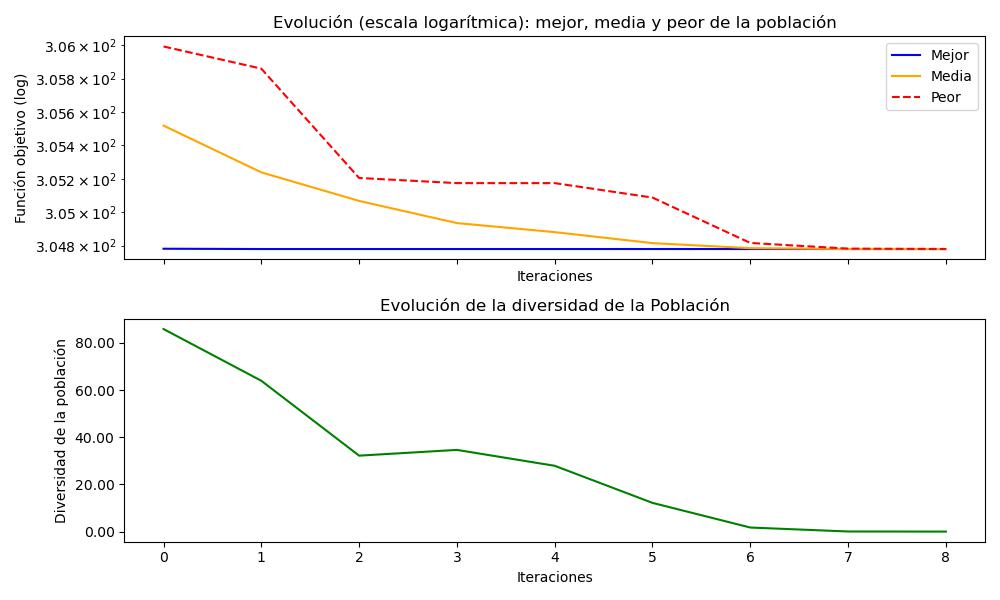 Evolución (escala logarítmica): mejor, media y peor de la población
Función objetivo (log)
3.06 × 10²
3.058 × 10²
3.056 × 10²
3.054 × 10²
3.052 × 10²
3.05 × 10²
3.048 × 10²
Mejor
Media
Peor
Iteraciones
Evolución de la diversidad de la Población
Diversidad de la población
80.00
60.00
40.00
20.00
0.00
0 1 2 3 4 5 6 7 8
Iteraciones